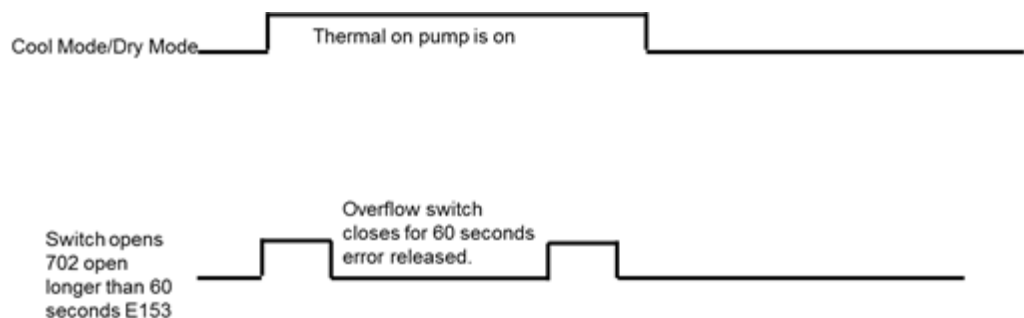 Cool Mode/Dry Mode
Thermal on pump is on
Overflow switch
closes for 60 seconds
error released.
Switch opens
702 open
longer than 60
seconds E153